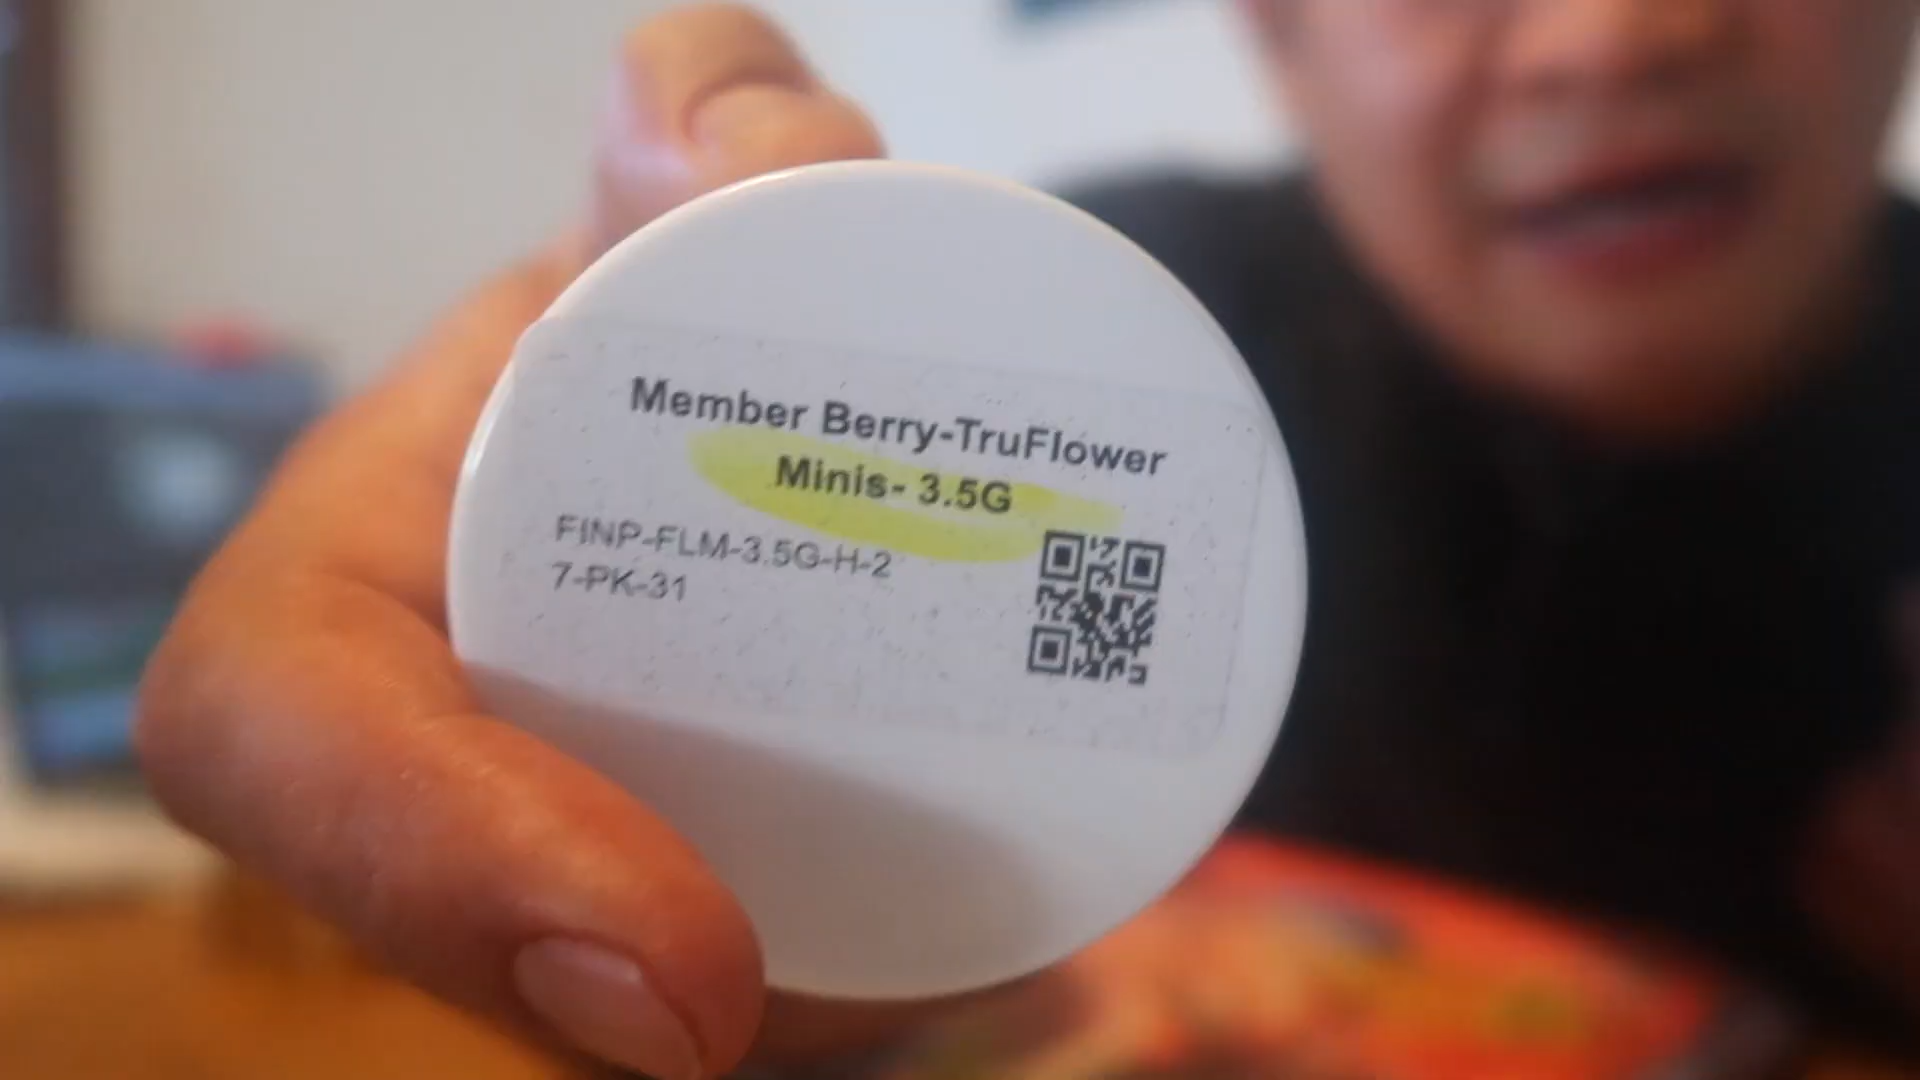 Member Berry-TruFlower
Minis- 3.5G
FINP-FLM-3.5G-H-2
7-PK-31